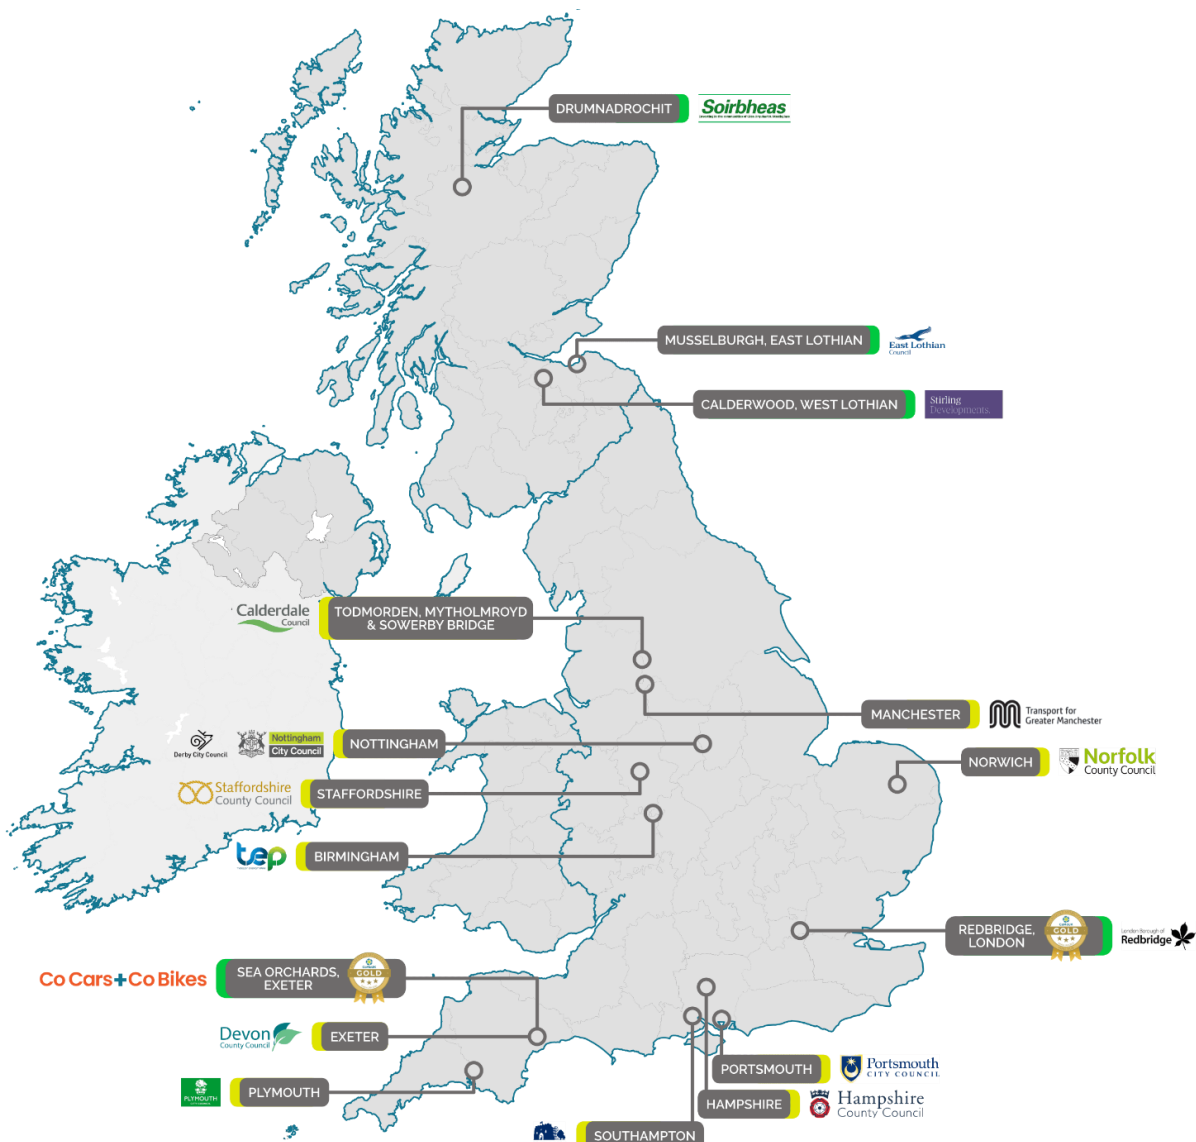 DRUMNADROCHIT
Soirbheas
MUSSELBURGH, EAST LOTHIAN
East Lothian
Council
CALDERWOOD, WEST LOTHIAN
Stirling
Developments.
Calderdale
Council
TODMORDEN, MYTHOLMROYD
& SOWERBY BRIDGE
MANCHESTER
Transport for
Greater Manchester
Derby City Council
Nottingham
City Council
NOTTINGHAM
NORWICH
Norfolk
County Council
Staffordshire
County Council
STAFFORDSHIRE
tep
BIRMINGHAM
REDBRIDGE,
LONDON
GOLD
London Borough of
Redbridge
Co Cars+Co Bikes
SEA ORCHARDS,
EXETER
GOLD
Devon
County Council
EXETER
PORTSMOUTH
Portsmouth
CITY COUNCIL
PLYMOUTH
PLYMOUTH
HAMPSHIRE
Hampshire
County Council
SOUTHAMPTON